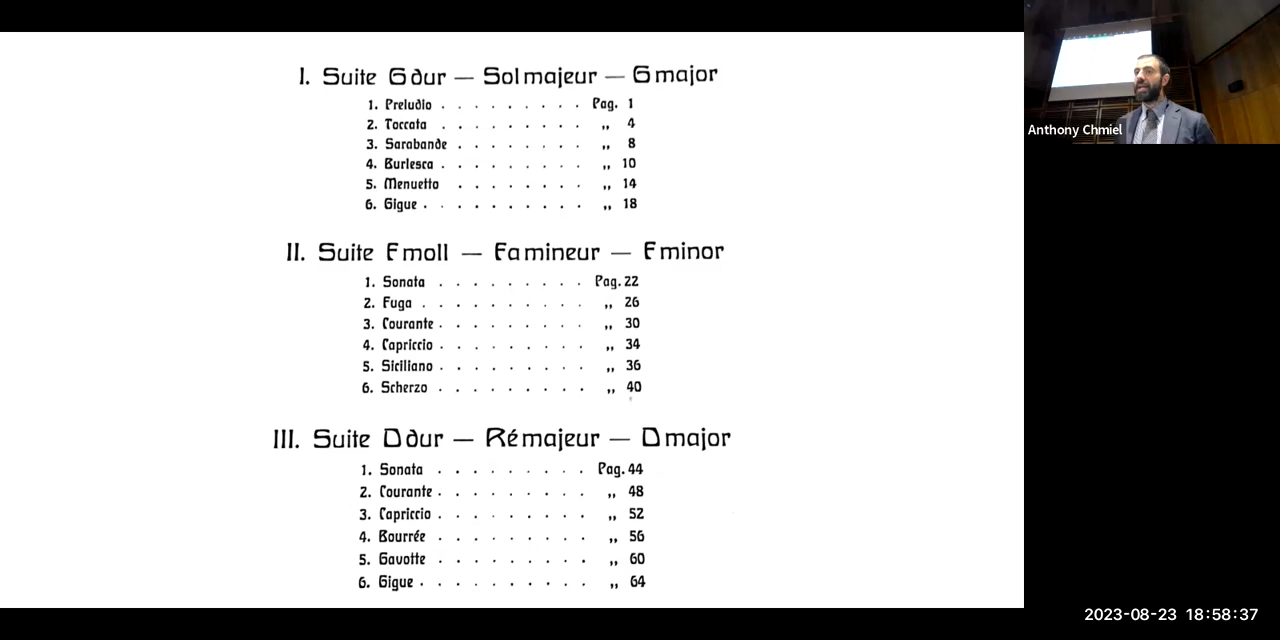 I. Suite G dur — Sol majeur — G major
1. Preludio . . . . . . . . . Pag. 1
2. Toccata . . . . . . . . . „ 4
3. Sarabande . . . . . . . . „ 8
4. Burlesca . . . . . . . . . „ 10
5. Menuetto . . . . . . . . „ 14
6. Gigue . . . . . . . . . . „ 18
II. Suite F moll — Fa mineur — F minor
1. Sonata . . . . . . . . . Pag. 22
2. Fuga . . . . . . . . . . „ 26
3. Courante . . . . . . . . . „ 30
4. Capriccio . . . . . . . . . „ 34
5. Siciliano . . . . . . . . . „ 36
6. Scherzo . . . . . . . . . „ 40
III. Suite D dur — Ré majeur — D major
1. Sonata . . . . . . . . . Pag. 44
2. Courante . . . . . . . . . „ 48
3. Capriccio . . . . . . . . . „ 52
4. Bourrée . . . . . . . . . „ 56
5. Gavotte . . . . . . . . . „ 60
6. Gigue . . . . . . . . . . „ 64
Anthony Chmiel
2023-08-23 18:58:37